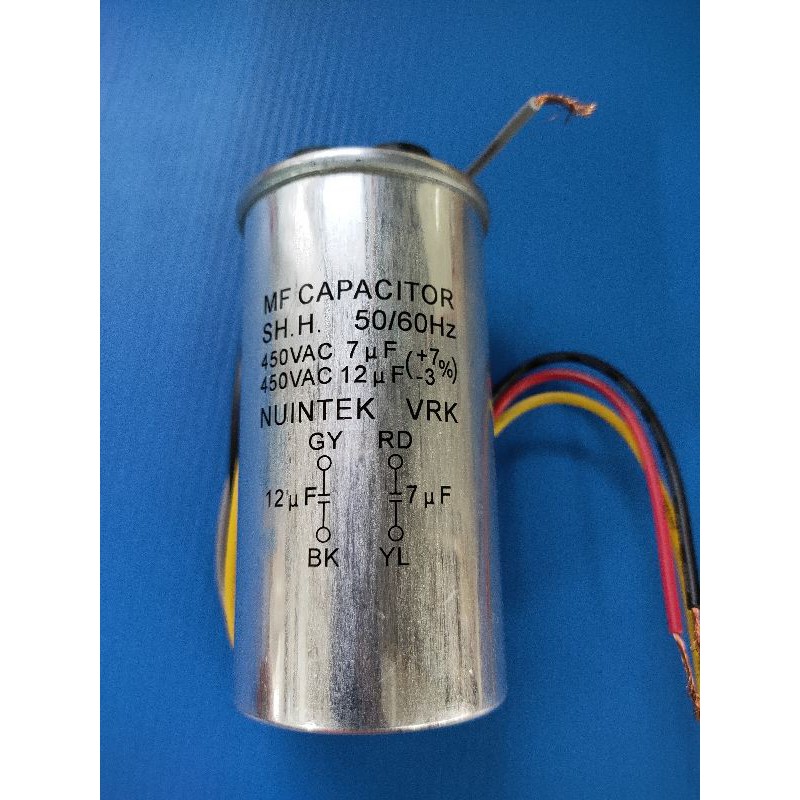 MF CAPACITOR
SH.H. 50/60Hz
450VAC 7μF
450VAC 12μF (+7 -3 %)
NUINTEK VRK
GY RD
12μF 7μF
BK YL